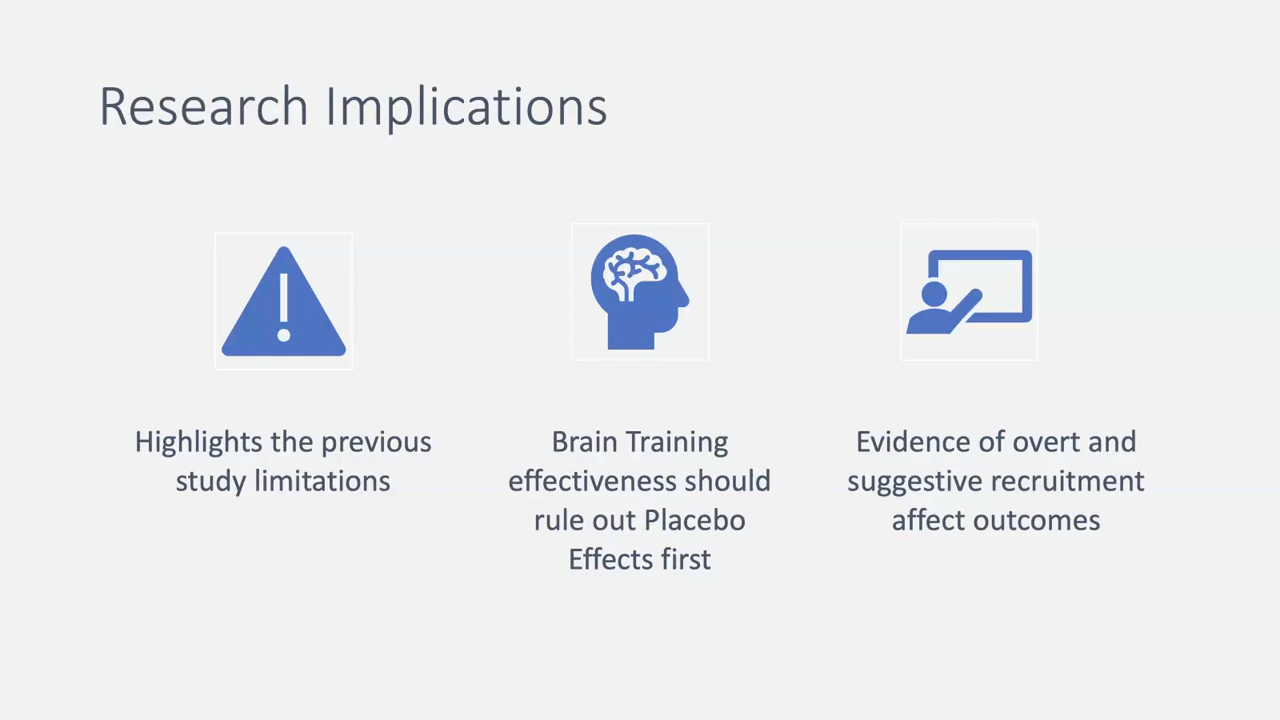 Research Implications
Highlights the previous
study limitations
Brain Training
effectiveness should
rule out Placebo
Effects first
Evidence of overt and
suggestive recruitment
affect outcomes